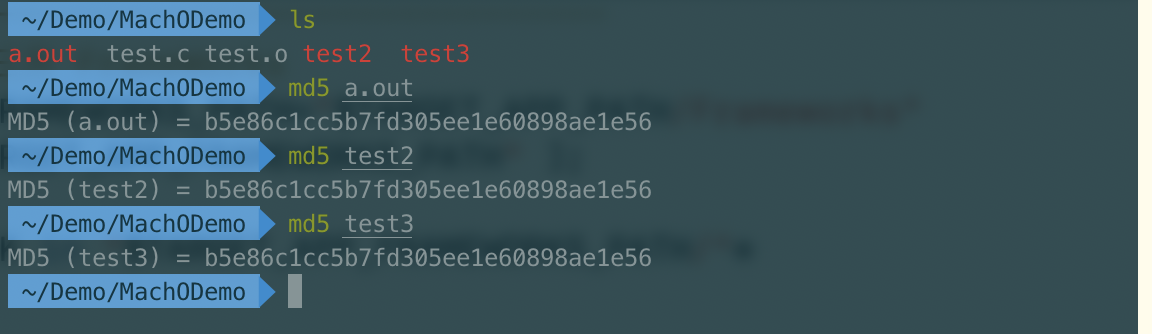 ~/Demo/MachODemo ls
a.out test.c test.o test2 test3
~/Demo/MachODemo md5 a.out
MD5 (a.out) = b5e86c1cc5b7fd305ee1e60898ae1e56
~/Demo/MachODemo md5 test2
MD5 (test2) = b5e86c1cc5b7fd305ee1e60898ae1e56
~/Demo/MachODemo md5 test3
MD5 (test3) = b5e86c1cc5b7fd305ee1e60898ae1e56
~/Demo/MachODemo